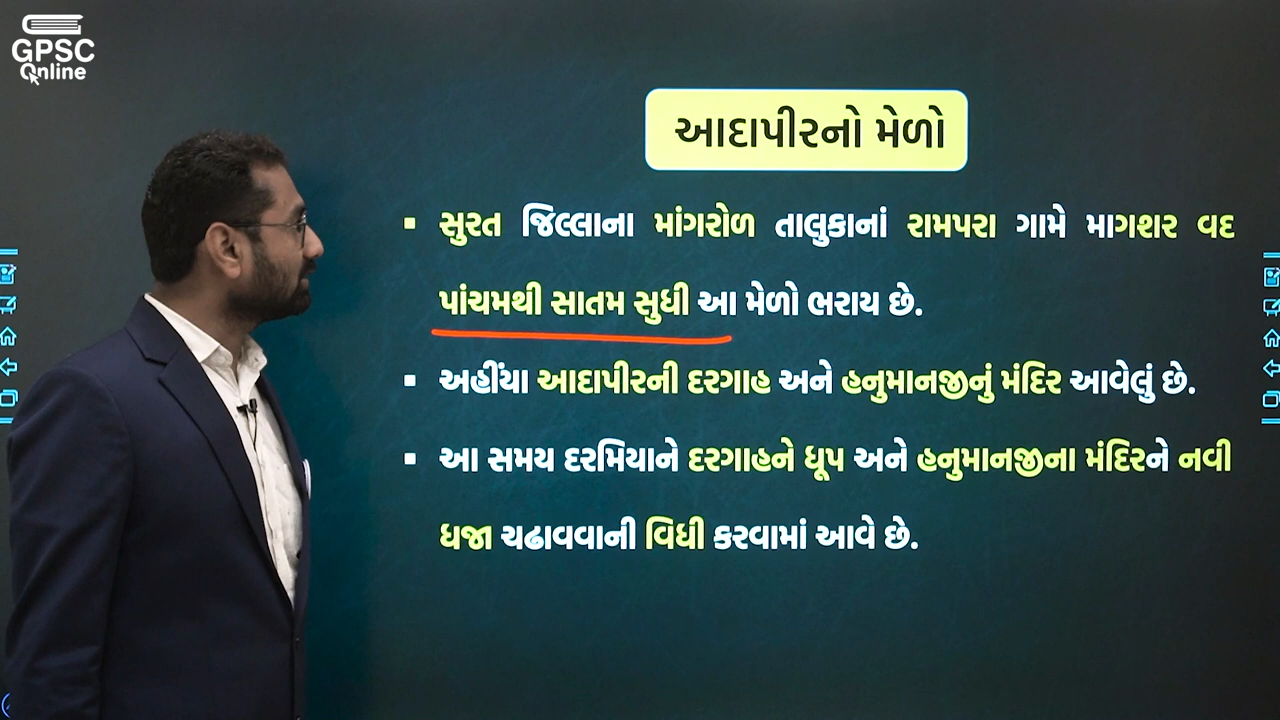 GPSC
Online
આદાપીરનો મેળો
▪ સુરત જિલ્લાના માંગરોળ તાલુકાનાં રામપરા ગામે માગશર વદ
પાંચમથી સાતમ સુધી આ મેળો ભરાય છે.
▪ અહીંયા આદાપીરની દરગાહ અને હનુમાનજીનું મંદિર આવેલું છે.
▪ આ સમય દરમિયાને દરગાહને ધૂપ અને હનુમાનજીના મંદિરને નવી
ધજા ચઢાવવાની વિધી કરવામાં આવે છે.